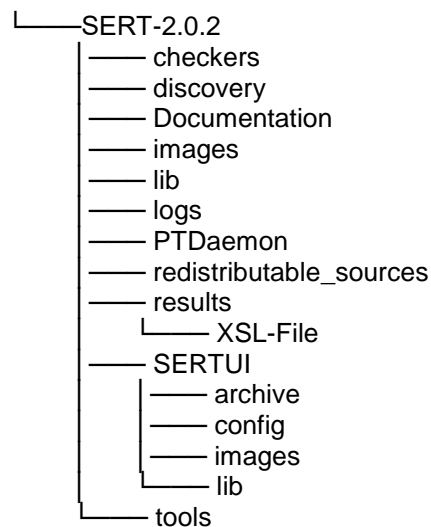 SERT-2.0.2
checkers
discovery
Documentation
images
lib
logs
PTDaemon
redistributable_sources
results
XSL-File
SERTUI
archive
config
images
lib
tools